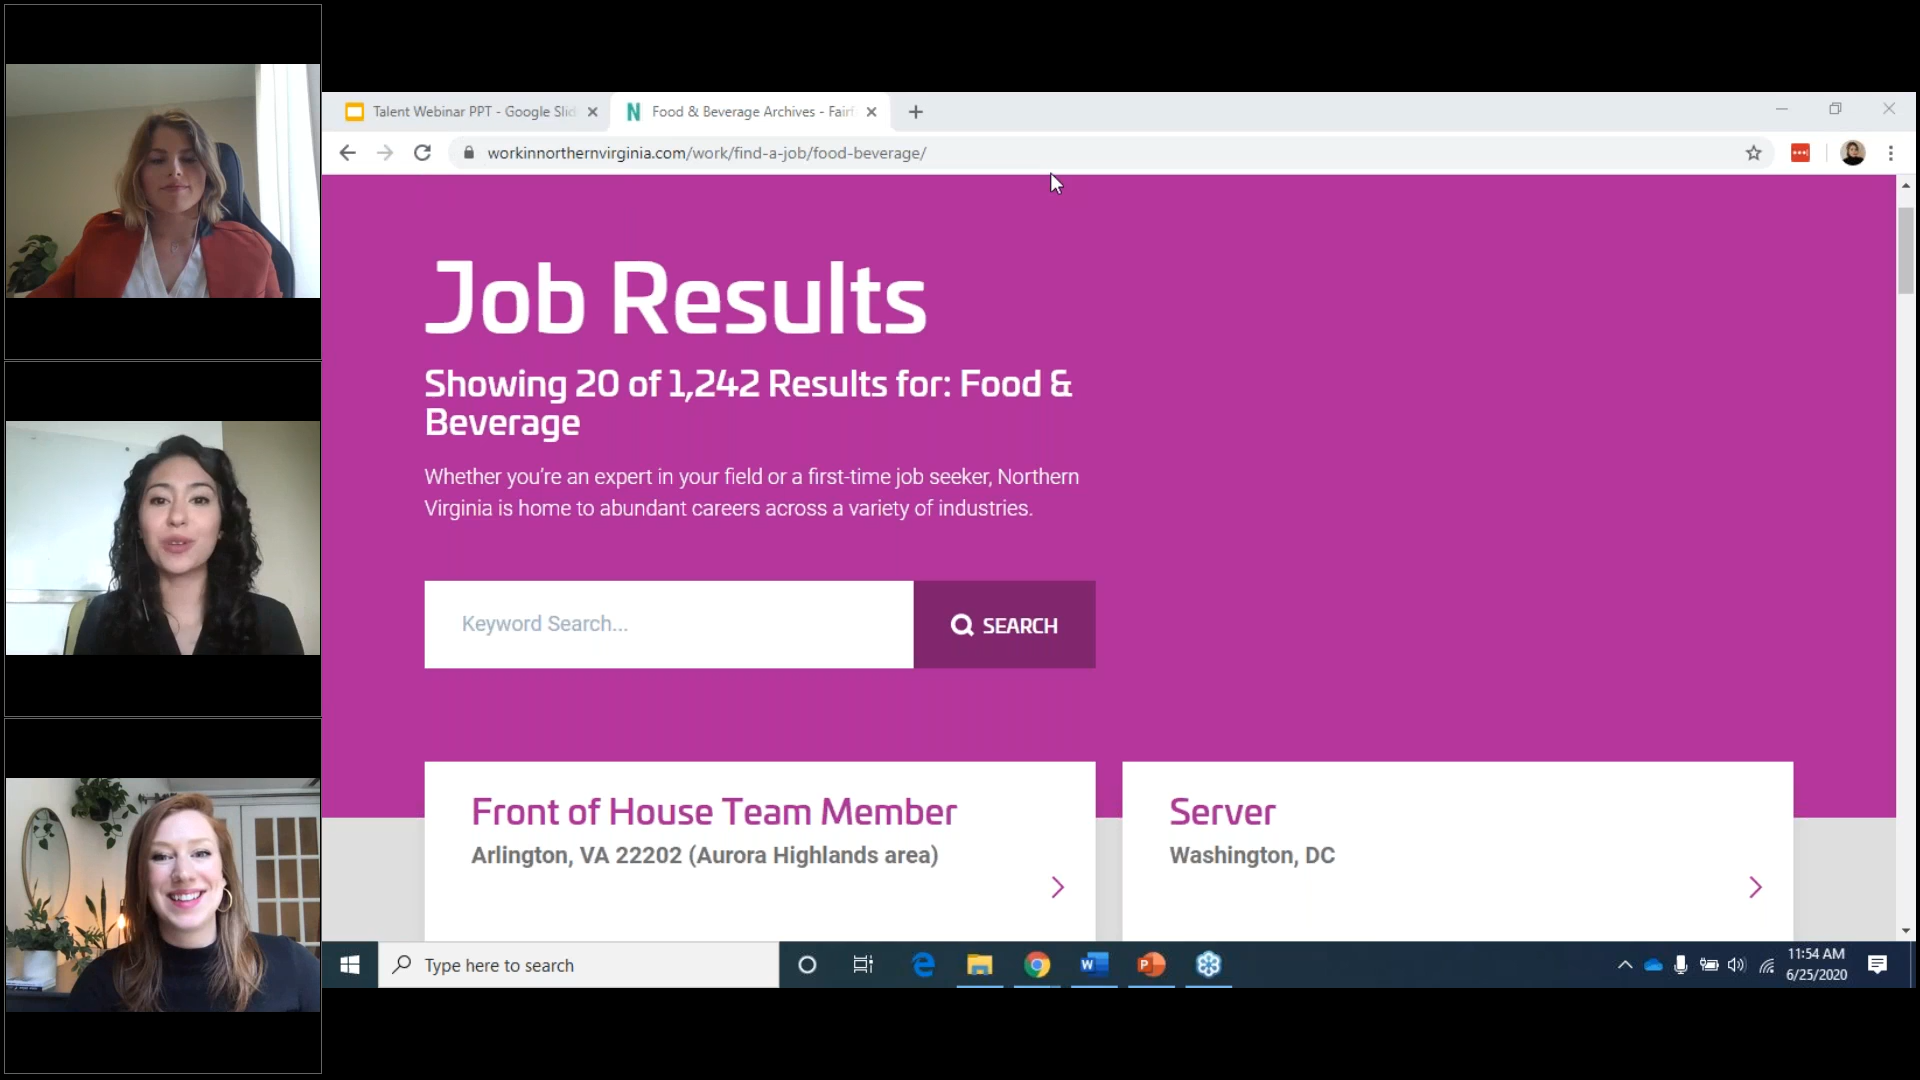 Talent Webinar PPT - Google Slid
Food & Beverage Archives - Fairf
workinnorthernvirginia.com/work/find-a-job/food-beverage/
Job Results
Showing 20 of 1,242 Results for: Food &
Beverage
Whether you're an expert in your field or a first-time job seeker, Northern
Virginia is home to abundant careers across a variety of industries.
Keyword Search...
SEARCH
Front of House Team Member
Arlington, VA 22202 (Aurora Highlands area)
Server
Washington, DC
Type here to search
11:54 AM
6/25/2020